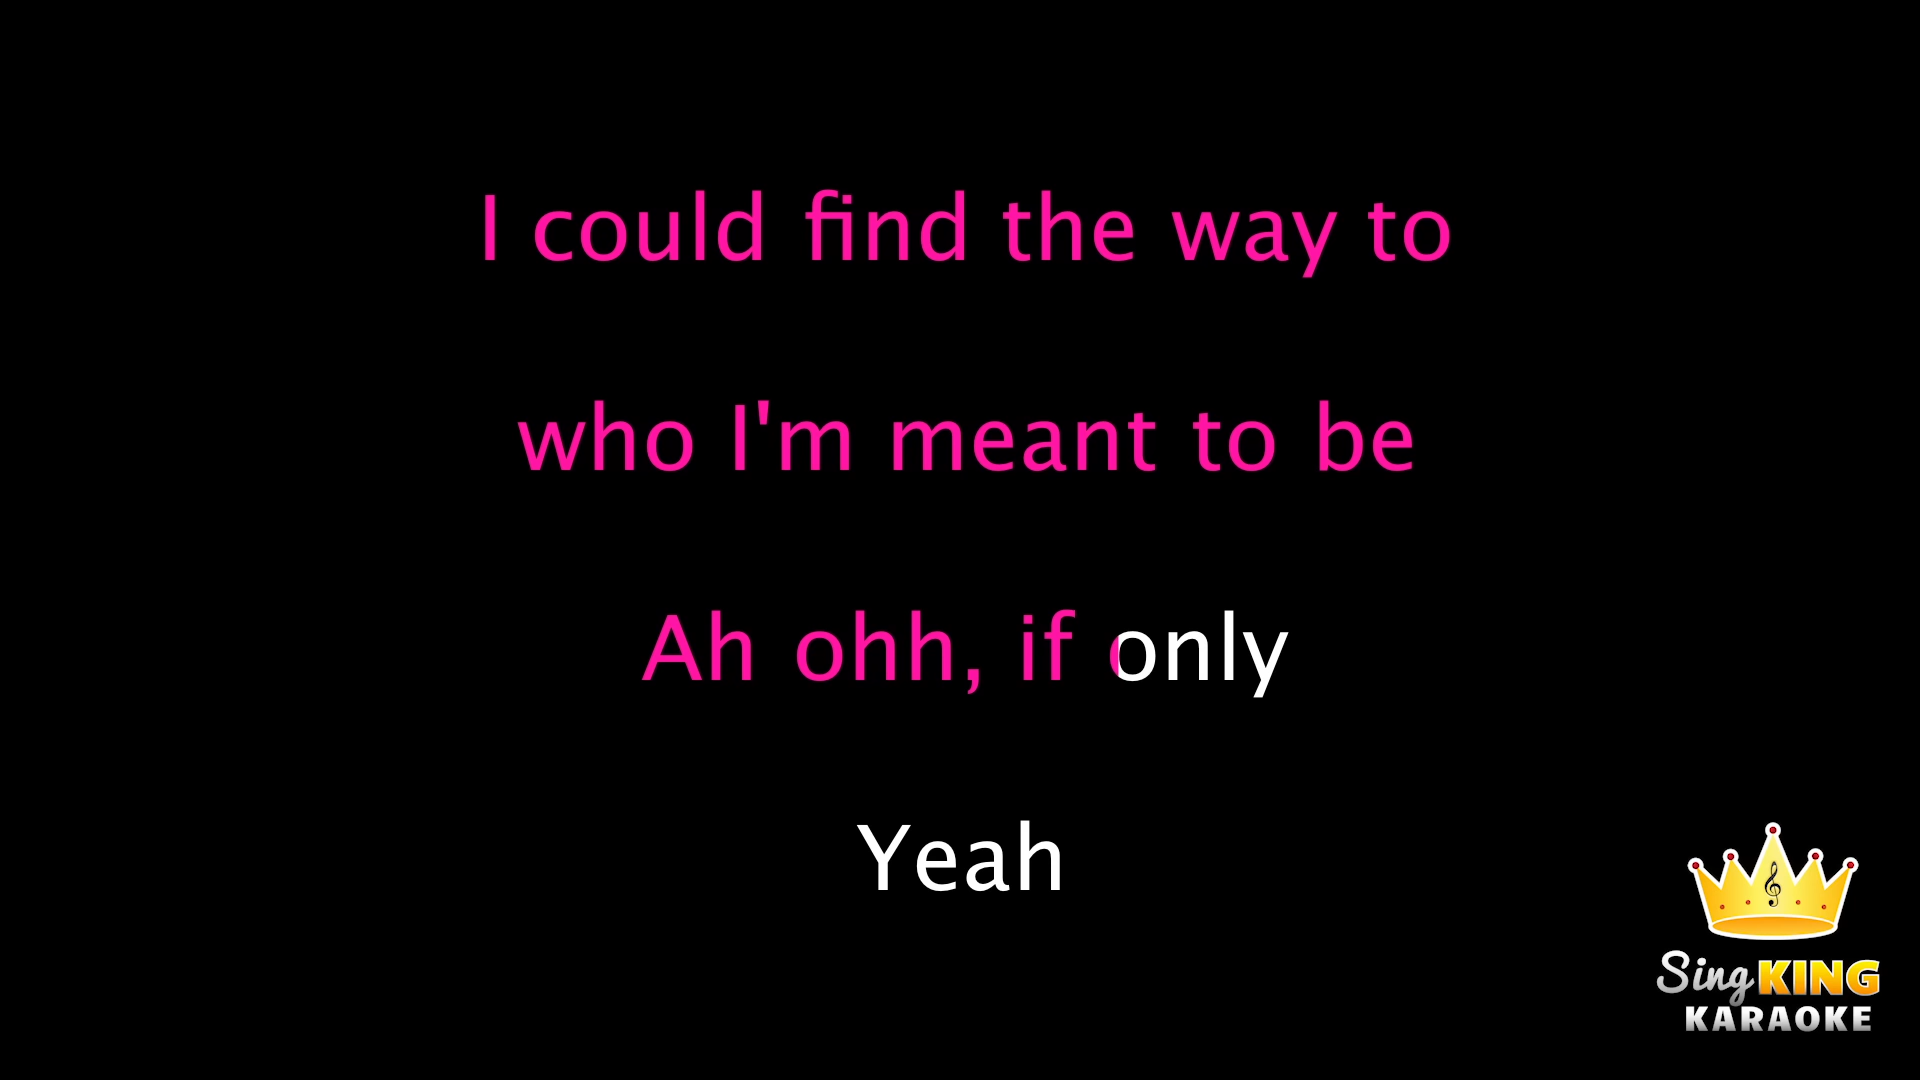 I could find the way to
who I'm meant to be
Ah ohh, if only
Yeah
Sing KING
KARAOKE